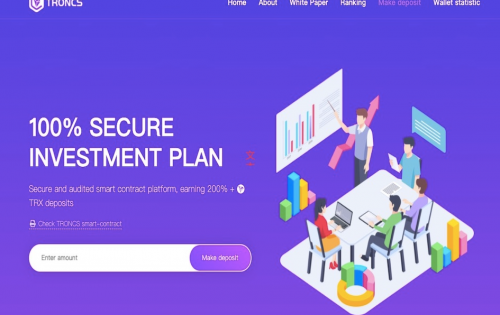 TRONCS
Home About White Paper Ranking Make deposit Wallet statistic
100% SECURE
INVESTMENT PLAN
Secure and audited smart contract platform, earning 200% +
TRX deposits
Check TRONCS smart-contract
Enter amount Make deposit